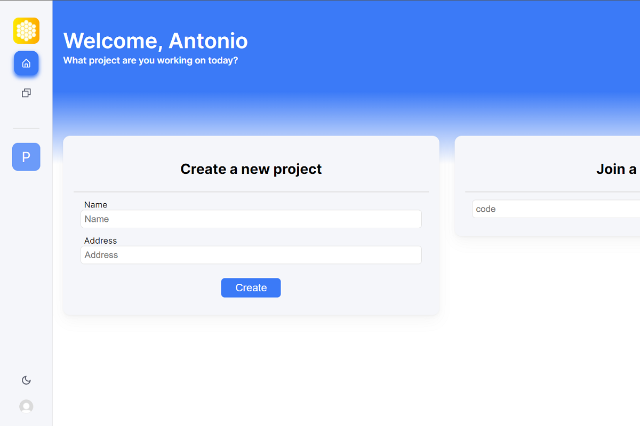 Welcome, Antonio
What project are you working on today?
P
Create a new project
Name
Name
Address
Address
Create
Join a
code